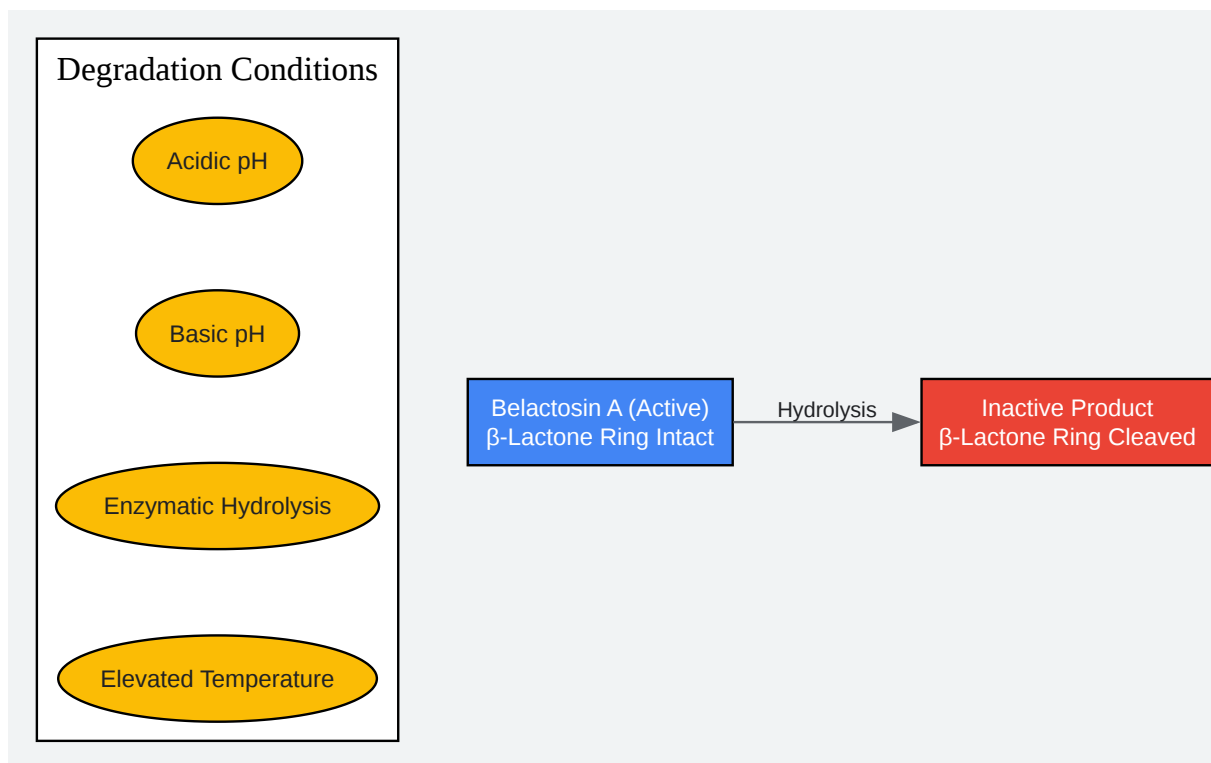 Degradation Conditions
Acidic pH
Basic pH
Enzymatic Hydrolysis
Elevated Temperature
Belactosin A (Active)
β-Lactone Ring Intact
Hydrolysis
Inactive Product
β-Lactone Ring Cleaved